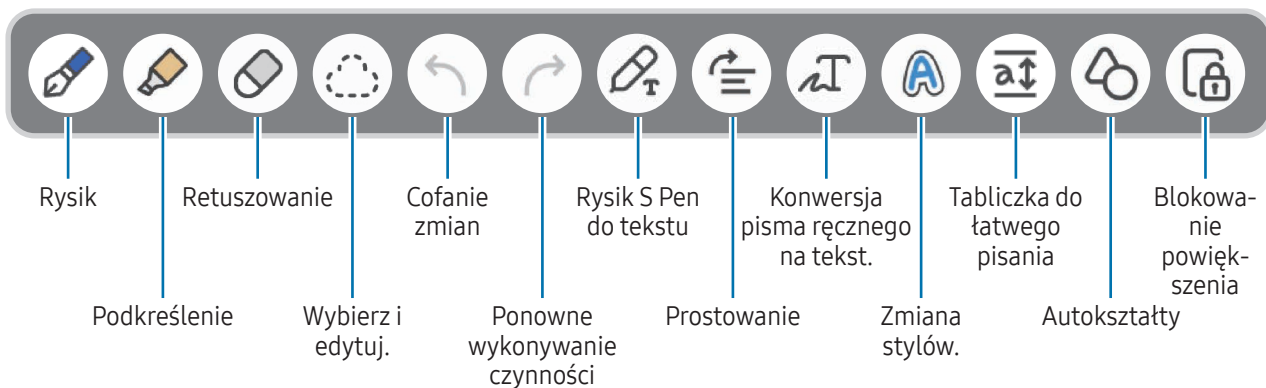 Rysik
Retuszowanie
Cofanie
zmian
Rysik S Pen
do tekstu
Konwersja
pisma ręcznego
na tekst.
Tabliczka do
łatwego
pisania
Blokowa-
nie
powięk-
szenia
Podkreślenie
Wybierz i
edytuj.
Ponowne
wykonywanie
czynności
Prostowanie
Zmiana
stylów.
Autokształty